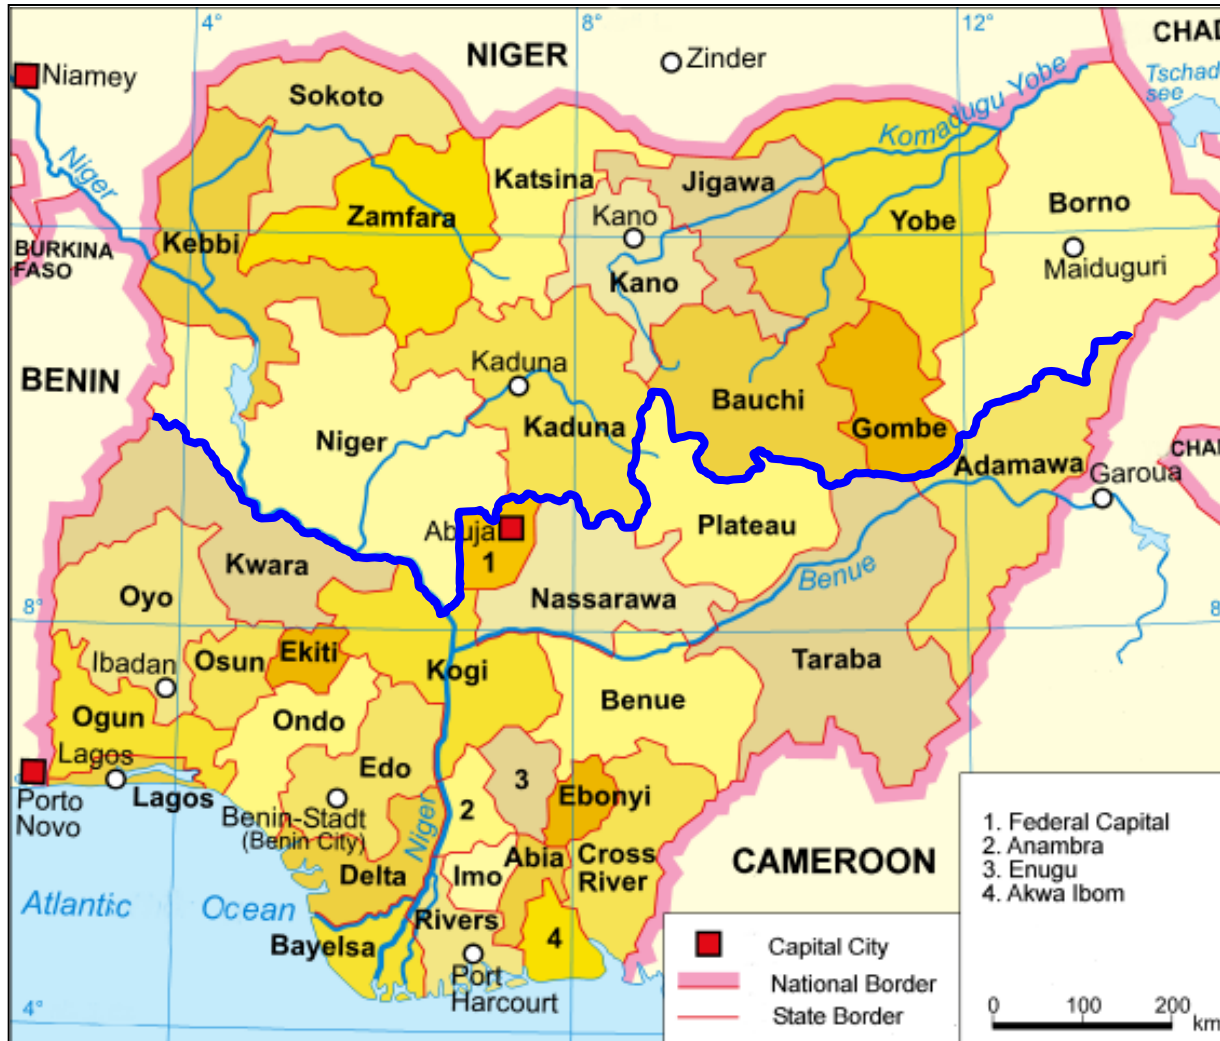 4°
8°
12°
CHAD
NIGER
Zinder
Niamey
Tschad
see
Komadugu Yobe
Sokoto
Niger
Katsina
Jigawa
Zamfara
Kano
Yobe
Borno
BURKINA
FASO
Kebbi
Maiduguri
Kano
BENIN
Kaduna
Bauchi
Niger
Kaduna
Gombe
Adamawa
Garoua
CHAD
Abuja
Plateau
1
Kwara
Benue
Oyo
Nassarawa
8°
8
Ibadan
Osun
Ekiti
Kogi
Taraba
Ogun
Ondo
Benue
Lagos
Edo
3
Porto
Novo
Lagos
Ebonyi
2
Benin-Stadt
(Benin City)
Niger
Abia
Cross
River
CAMEROON
Delta
Imo
Atlantic Ocean
Rivers
Bayelsa
4
Port
Harcourt
4°
1. Federal Capital
2. Anambra
3. Enugu
4. Akwa Ibom
Capital City
National Border
State Border
0 100 200
km